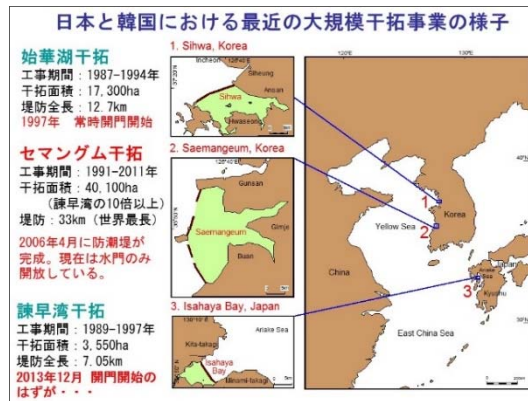 日本と韓国における最近の大規模干拓事業の様子
始華湖干拓
工事期間：1987-1994年
干拓面積：17,300ha
堤防全長：12.7km
1997年　常時開門開始
セマングム干拓
工事期間：1991-2011年
干拓面積：40,100ha
(諫早湾の10倍以上)
堤防：33km（世界最長）
2006年4月に防潮堤が
完成。現在は水門のみ
開放している。
諫早湾干拓
工事期間：1989-1997年
干拓面積：3,550ha
堤防全長：7.05km
2013年12月 開門開始の
はずが・・・
1. Sihwa, Korea
Incheon
Siheung
Ansan
Sihwa
Hwaseong
2. Saemangeum, Korea
Gunsan
Saemangeum
Gimje
Buan
3. Isahaya Bay, Japan
Ariake Sea
Kita-takagi
Isahaya
Bay
Minami-takagi
120°E
130°E
1
Korea
2
Yellow Sea
China
Japan
Ariake
Sea
3
Kyushu
East China Sea